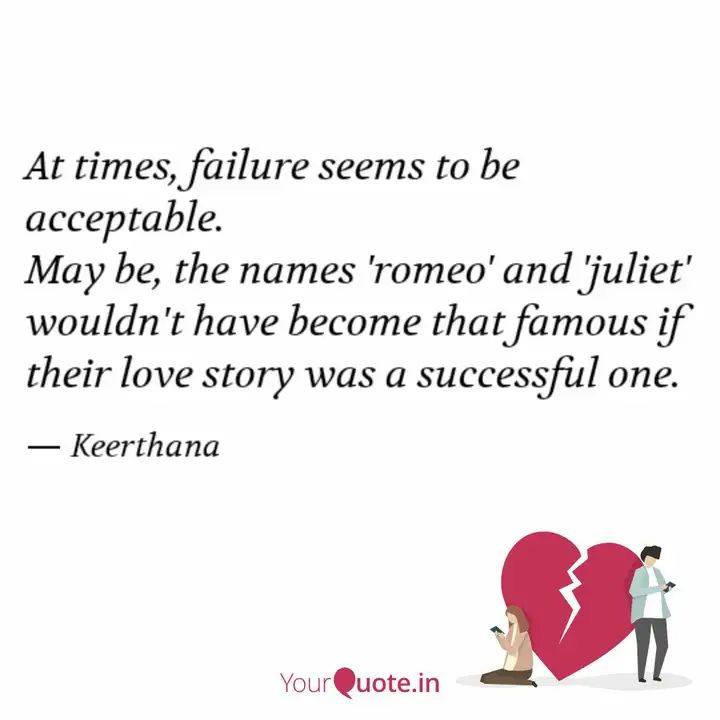 At times, failure seems to be
acceptable.
May be, the names 'romeo' and 'juliet'
wouldn't have become that famous if
their love story was a successful one.
— Keerthana
YourQuote.in